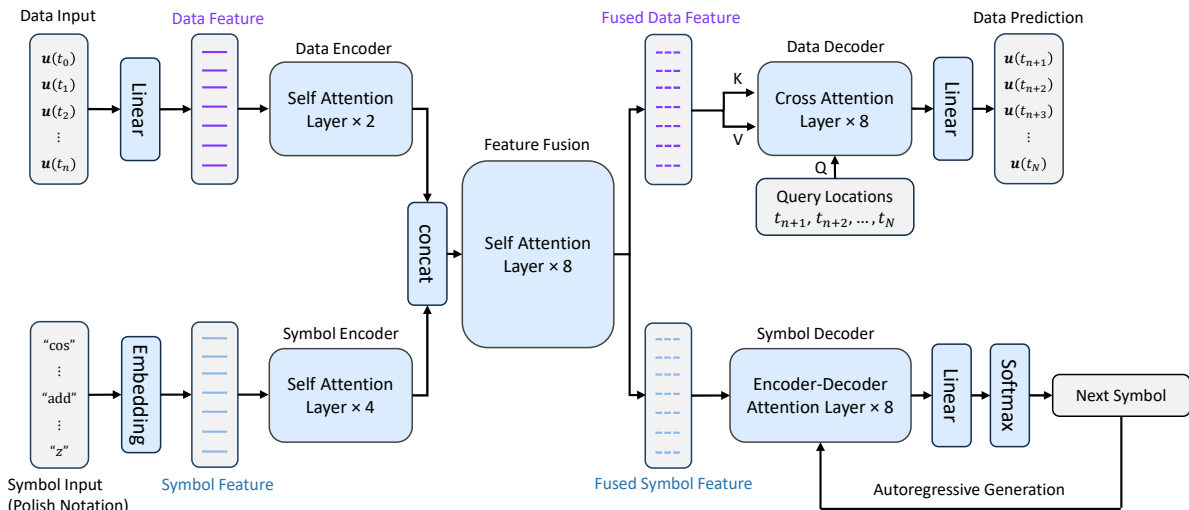 Data Input
Data Feature
Fused Data Feature
Data Prediction
Data Encoder
Data Decoder
𝒖(t₀)
𝒖(t₁)
𝒖(t₂)
⋮
𝒖(tₙ)
Linear
Self Attention
Layer × 2
K
V
Q
Cross Attention
Layer × 8
Linear
𝒖(tₙ₊₁)
𝒖(tₙ₊₂)
𝒖(tₙ₊₃)
⋮
𝒖(t_N)
Query Locations
tₙ₊₁, tₙ₊₂, … , t_N
Feature Fusion
concat
Self Attention
Layer × 8
Symbol Encoder
Symbol Decoder
“cos”
⋮
“add”
⋮
“z”
Embedding
Self Attention
Layer × 4
Encoder-Decoder
Attention Layer × 8
Linear
Softmax
Next Symbol
Symbol Input
(Polish Notation)
Symbol Feature
Fused Symbol Feature
Autoregressive Generation